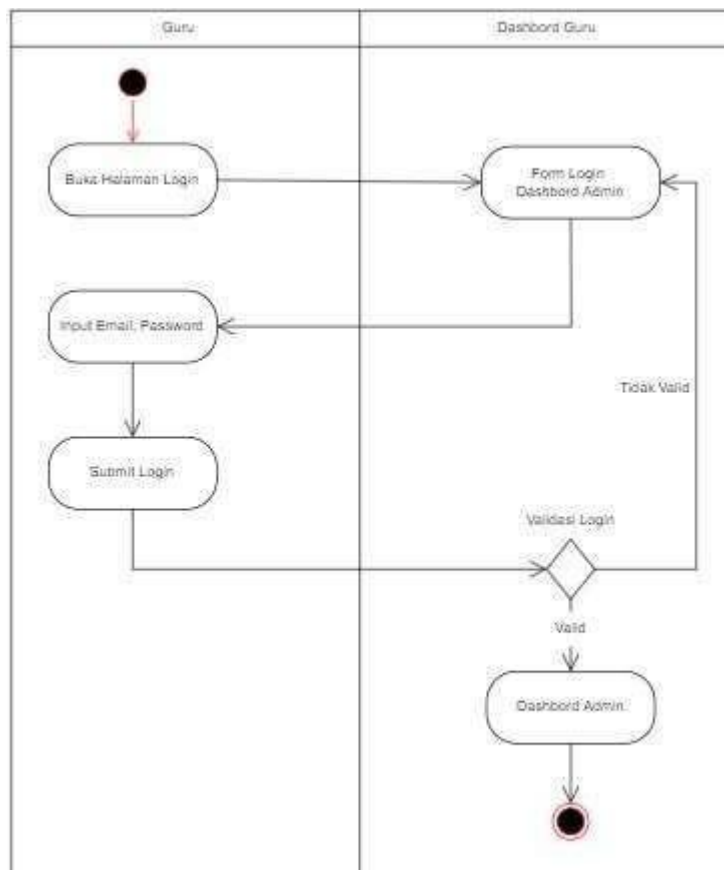 Guru
Dashbord Guru
Buka Halaman Login
Form Login
Dashbord Admin
Input Email, Password
Tidak Valid
Submit Login
Validasi Login
Valid
Dashbord Admin